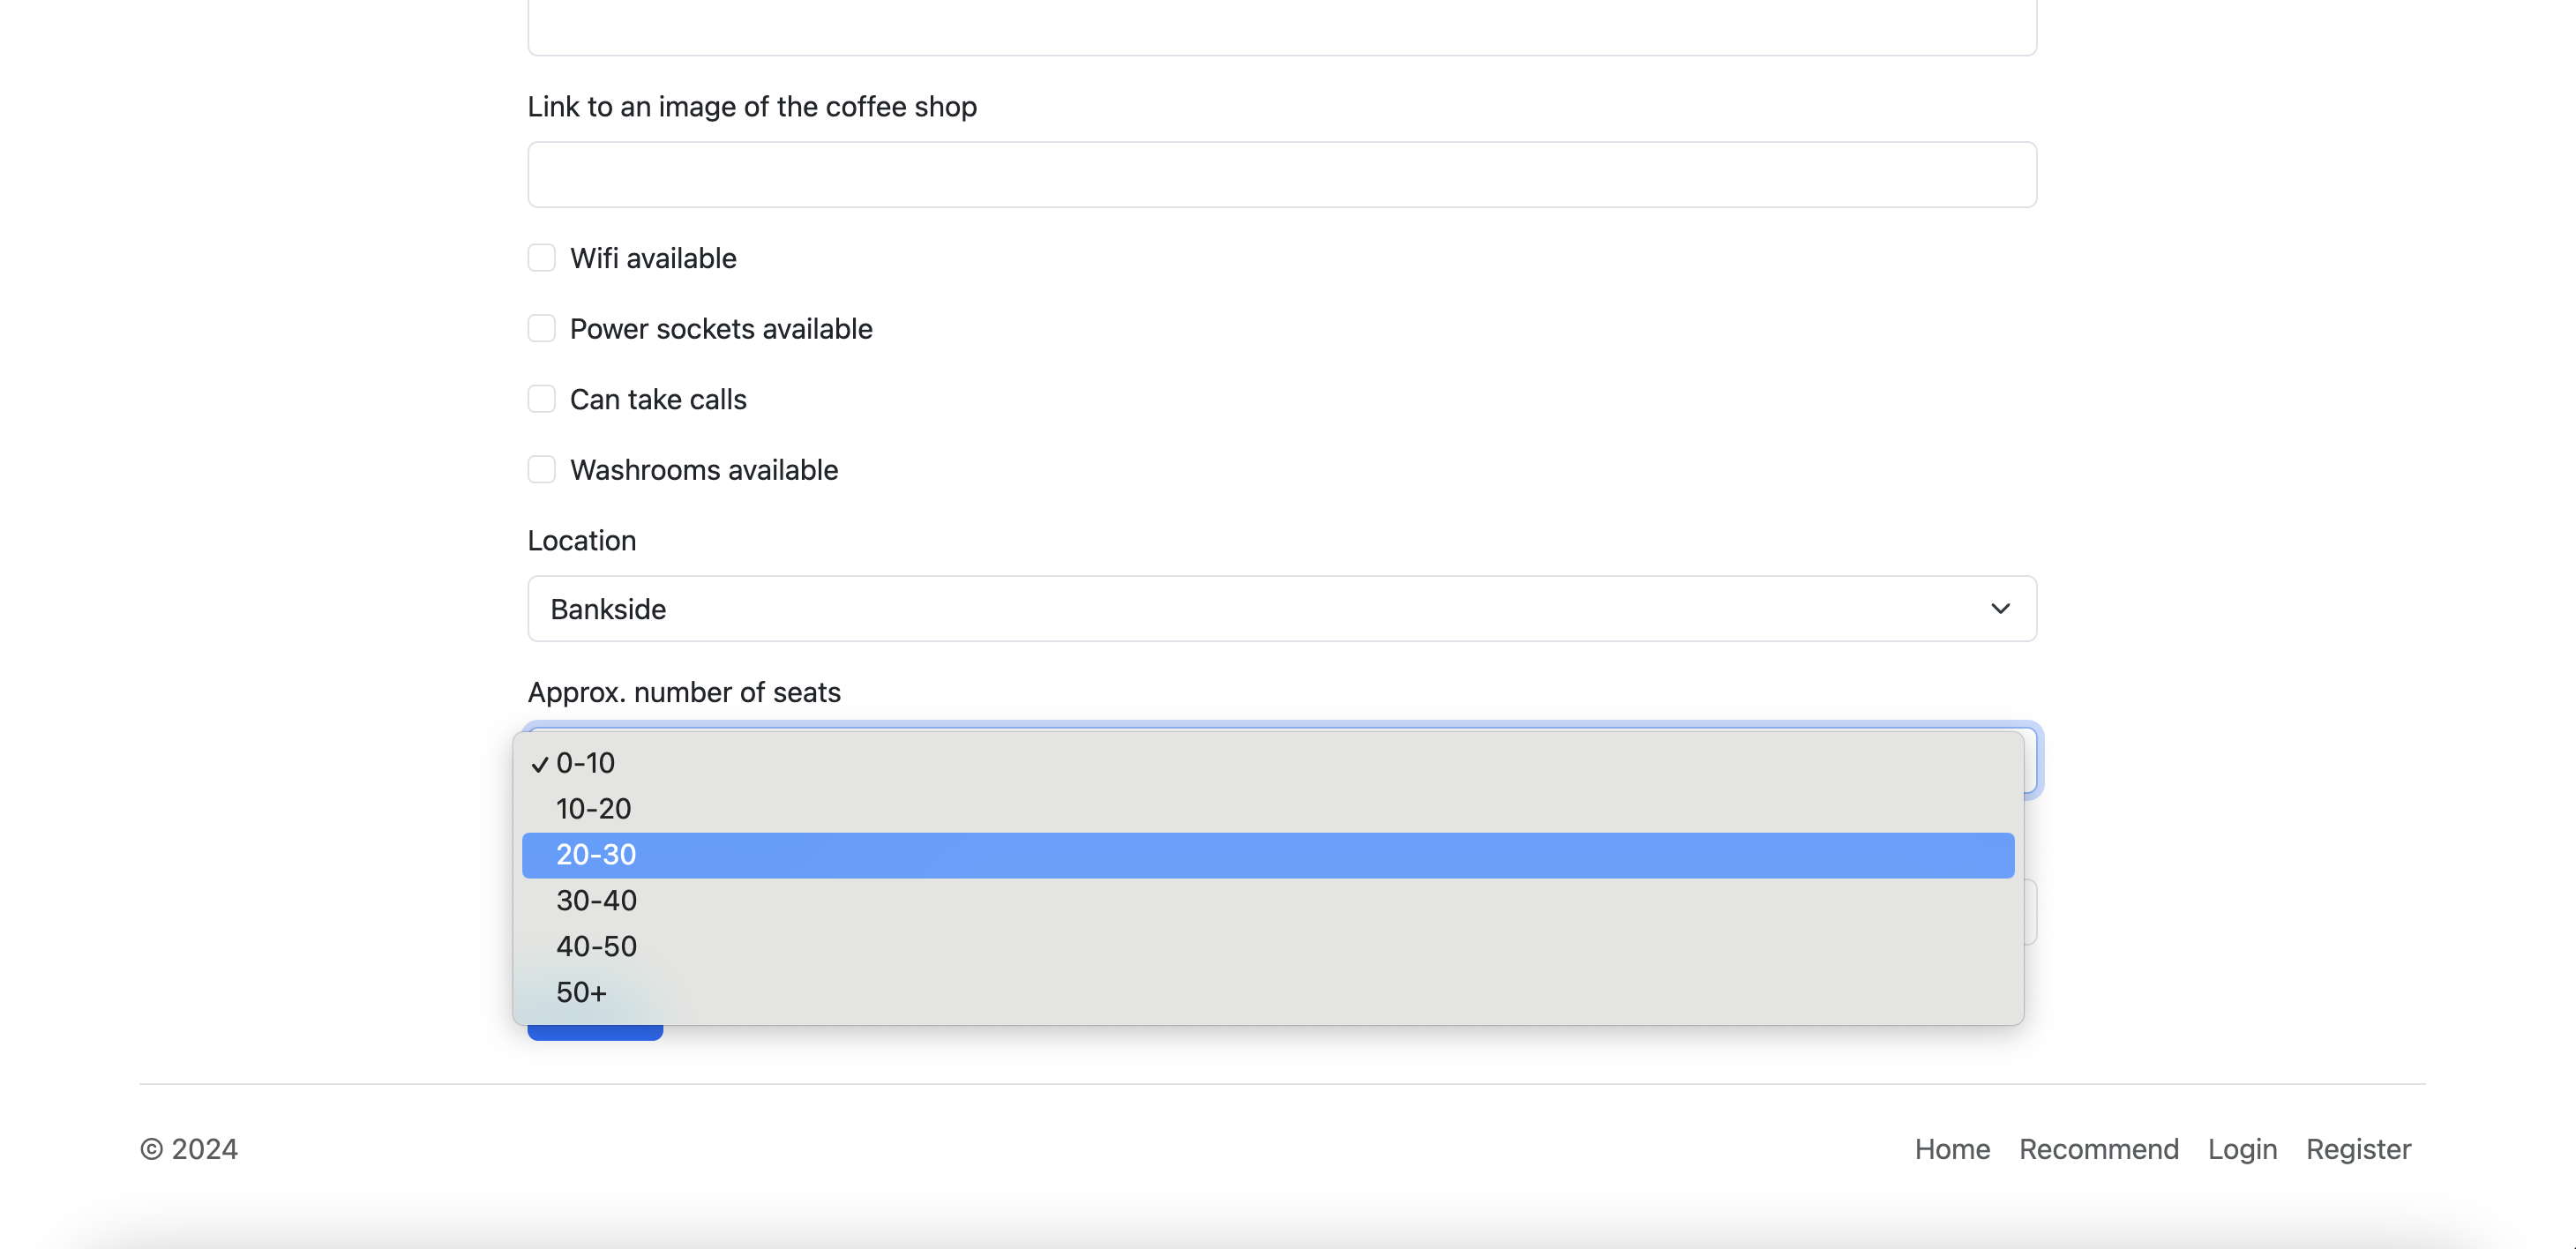 Link to an image of the coffee shop
Wifi available
Power sockets available
Can take calls
Washrooms available
Location
Bankside
Approx. number of seats
✓ 0-10
10-20
20-30
30-40
40-50
50+
© 2024
Home Recommend Login Register